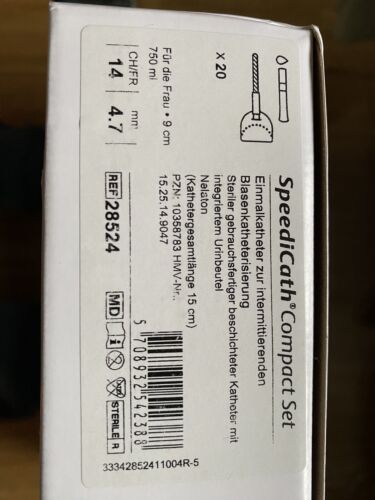 SpeediCath® Compact Set
Einmalkatheter zur intermittierenden
Blasenkatheterisierung
Steriler gebrauchsfertiger beschichteter Katheter mit
integriertem Urinbeutel
Nelaton
(Kathetergesamtlänge 15 cm)
PZN: 10358783 HMV-Nr.:
15.25.14.9047
x 20
Für die Frau • 9 cm
750 ml
CH/FR mm
14 4.7
REF 28524
MD
STERILE R
5 708932 542388
33342852411004R-5